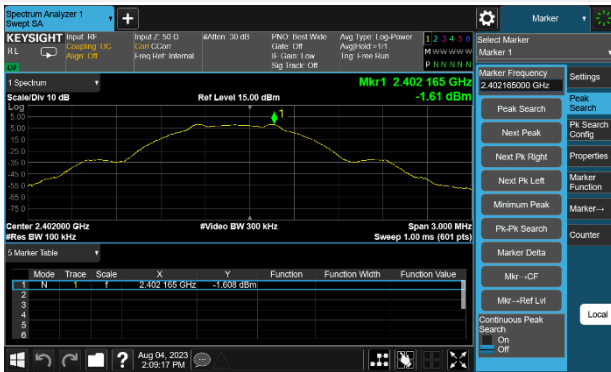 Spectrum Analyzer 1
Swept SA
+
Marker
KEYSIGHT
RL
Input: RF
Coupling: DC
Align: Off
Input Z: 50 Ω
Corr CCorr
Freq Ref: Internal
#Atten: 30 dB
PNO: Best Wide
Gate: Off
IF Gain: Low
Sig Track: Off
Avg Type: Log-Power
Avg|Hold:>1/1
Trig: Free Run
1 2 3 4 5 6
M W W W W W
P N N N N N
LW
Select Marker
Marker 1
1 Spectrum
Scale/Div 10 dB
Ref Level 15.00 dBm
Mkr1 2.402 165 GHz
-1.61 dBm
Log
5.00
-5.00
-15.0
-25.0
-35.0
-45.0
-55.0
-65.0
-75.0
1
Center 2.402000 GHz
#Res BW 100 kHz
#Video BW 300 kHz
Span 3.000 MHz
Sweep 1.00 ms (601 pts)
5 Marker Table
Mode Trace Scale X Y Function Function Width Function Value
1 N 1 f 2.402 165 GHz -1.608 dBm
2
3
4
5
6
Marker Frequency
2.402165000 GHz
Peak Search
Next Peak
Next Pk Right
Next Pk Left
Minimum Peak
Pk-Pk Search
Marker Delta
Mkr→CF
Mkr→Ref Lvl
Continuous Peak
Search
On
Off
Settings
Peak
Search
Pk Search
Config
Properties
Marker
Function
Marker→
Counter
Local
?
Aug 04, 2023
2:09:17 PM